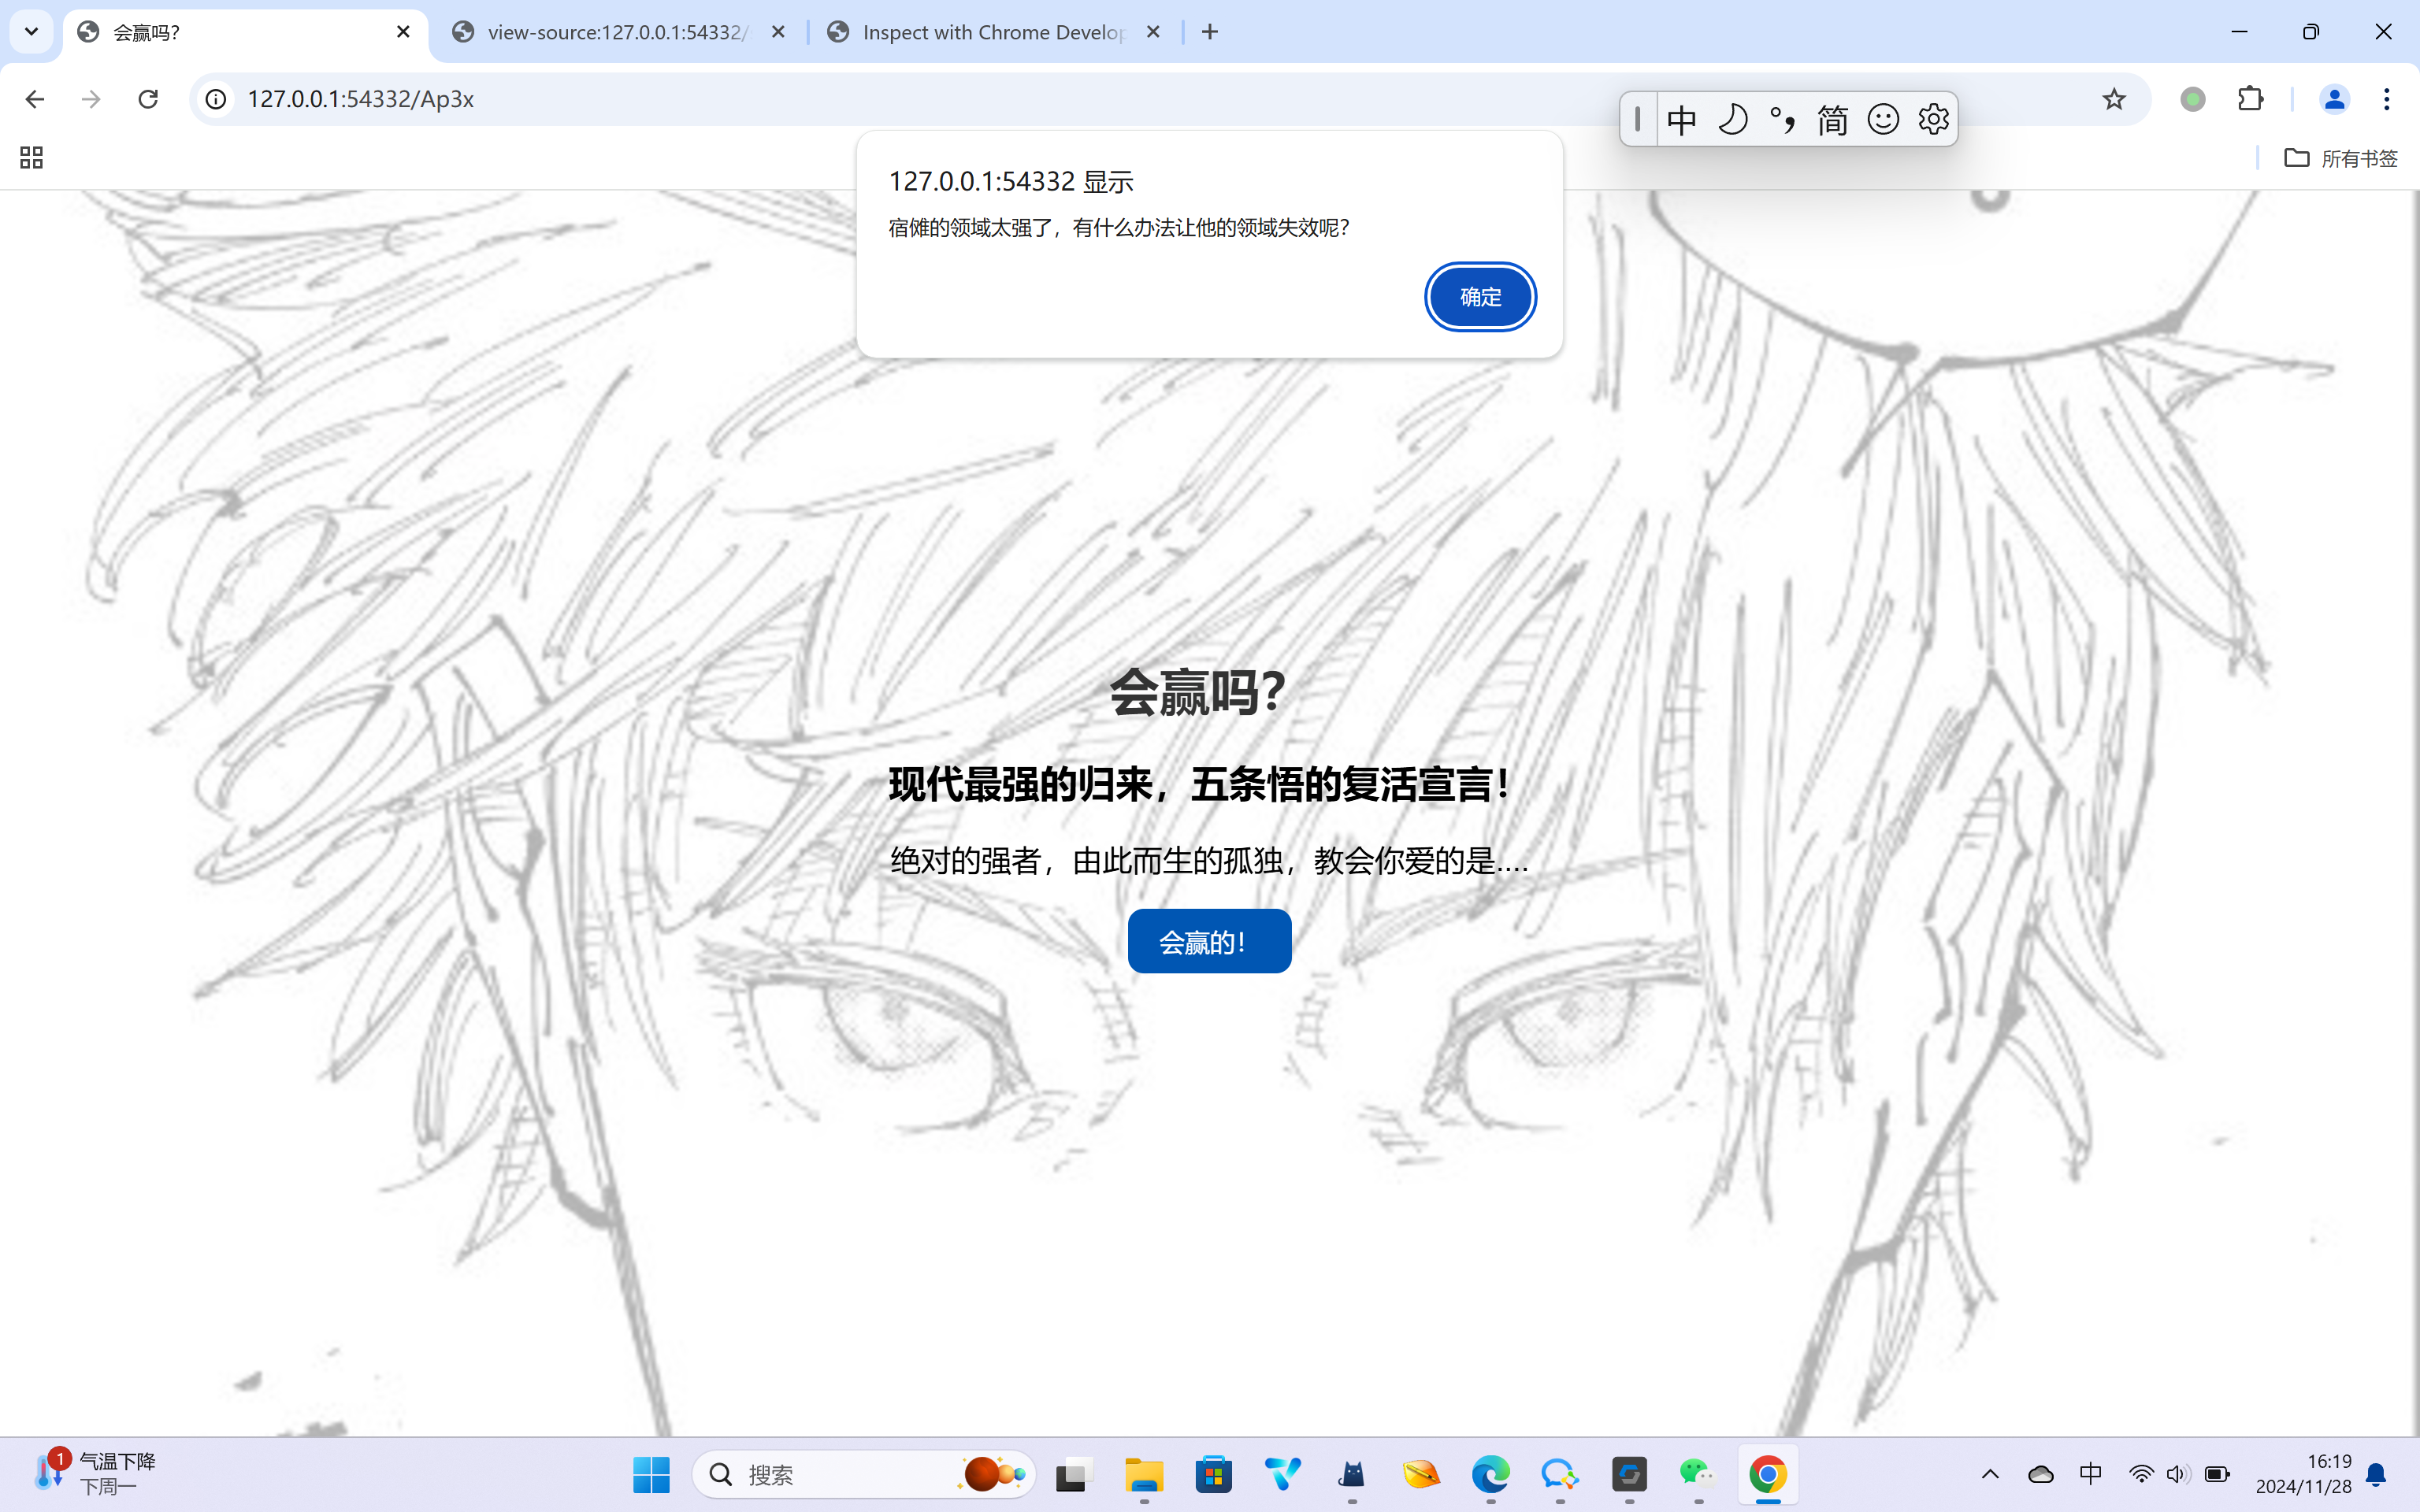 会赢吗?
view-source:127.0.0.1:54332/
Inspect with Chrome Develop
127.0.0.1:54332/Ap3x
中 简
所有书签
127.0.0.1:54332 显示
宿傩的领域太强了，有什么办法让他的领域失效呢？
确定
会赢吗？
现代最强的归来，五条悟的复活宣言！
绝对的强者，由此而生的孤独，教会你爱的是....
会赢的！
1
气温下降
下周一
搜索
中
16:19
2024/11/28